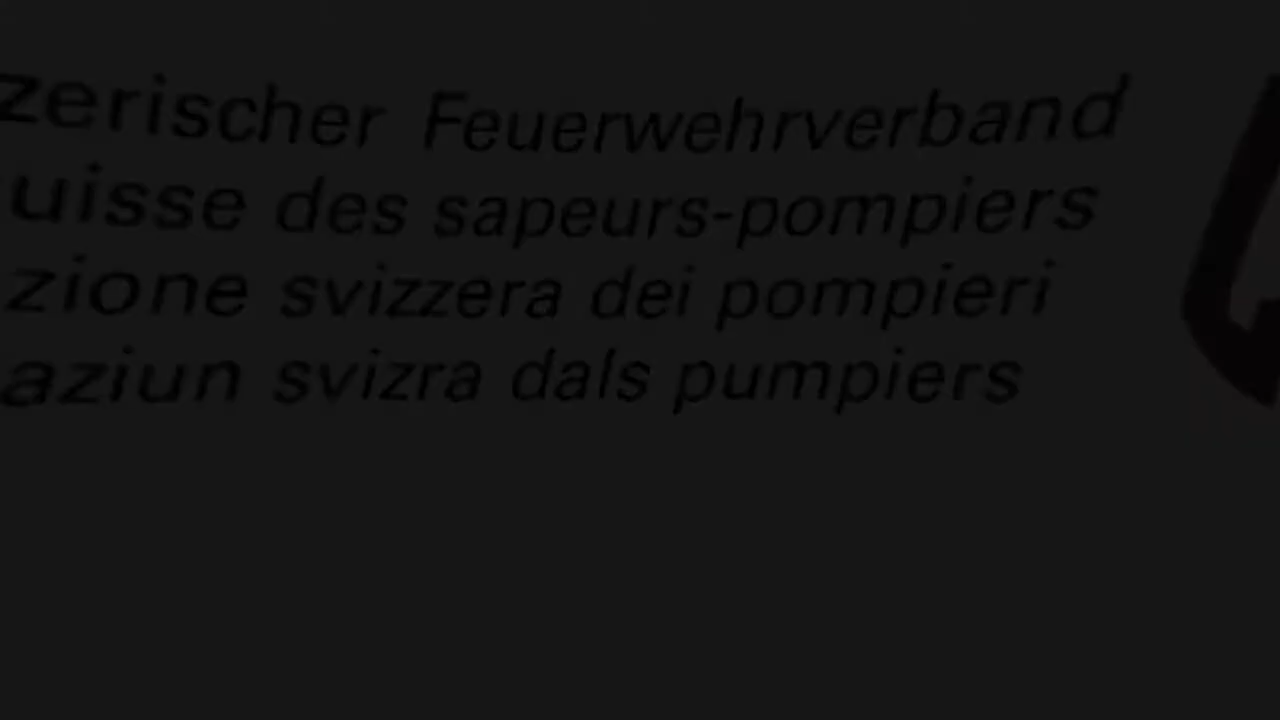 zerischer Feuerwehrverband
uisse des sapeurs-pompiers
zione svizzera dei pompieri
aziun svizra dals pumpiers